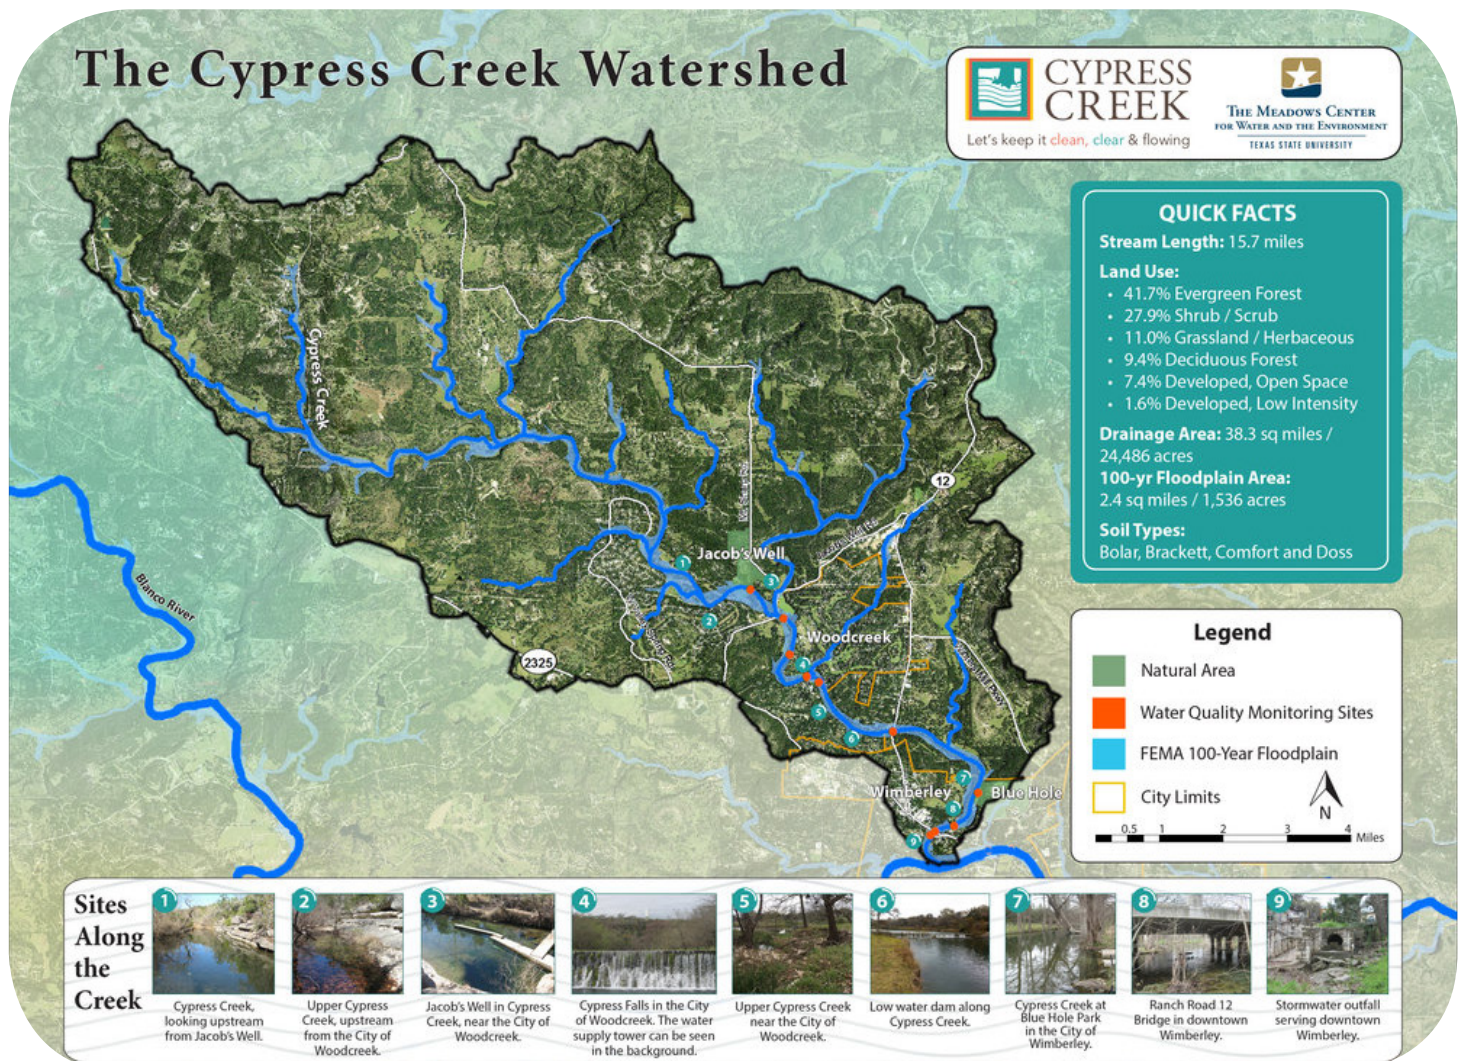 The Cypress Creek Watershed
CYPRESS
CREEK
Let's keep it clean, clear & flowing
THE MEADOWS CENTER
FOR WATER AND THE ENVIRONMENT
TEXAS STATE UNIVERSITY
QUICK FACTS
Stream Length: 15.7 miles
Land Use:
• 41.7% Evergreen Forest
• 27.9% Shrub / Scrub
• 11.0% Grassland / Herbaceous
• 9.4% Deciduous Forest
• 7.4% Developed, Open Space
• 1.6% Developed, Low Intensity
Drainage Area: 38.3 sq miles /
24,486 acres
100-yr Floodplain Area:
2.4 sq miles / 1,536 acres
Soil Types:
Bolar, Brackett, Comfort and Doss
Cypress Creek
12
Jacob's Well
1
3
2
Blanco River
Woodcreek
2325
4
5
6
7
Wimberley
Blue Hole
8
9
Legend
Natural Area
Water Quality Monitoring Sites
FEMA 100-Year Floodplain
City Limits
N
0.5 1 2 3 4 Miles
Sites
Along
the
Creek
1
Cypress Creek,
looking upstream
from Jacob's Well.
2
Upper Cypress
Creek, upstream
from the City of
Woodcreek.
3
Jacob's Well in Cypress
Creek, near the City of
Woodcreek.
4
Cypress Falls in the City
of Woodcreek. The water
supply tower can be seen
in the background.
5
Upper Cypress Creek
near the City of
Woodcreek.
6
Low water dam along
Cypress Creek.
7
Cypress Creek at
Blue Hole Park
in the City of
Wimberley.
8
Ranch Road 12
Bridge in downtown
Wimberley.
9
Stormwater outfall
serving downtown
Wimberley.